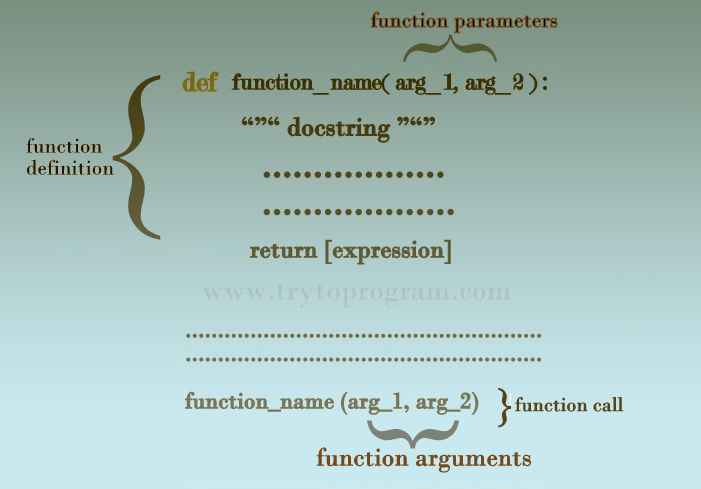 function parameters
def function_name( arg_1, arg_2 ) :
“”“ docstring ”“”
function
definition
..................
...................
return [expression]
www.trytoprogram.com
......................................................
......................................................
function_name (arg_1, arg_2)
function call
function arguments